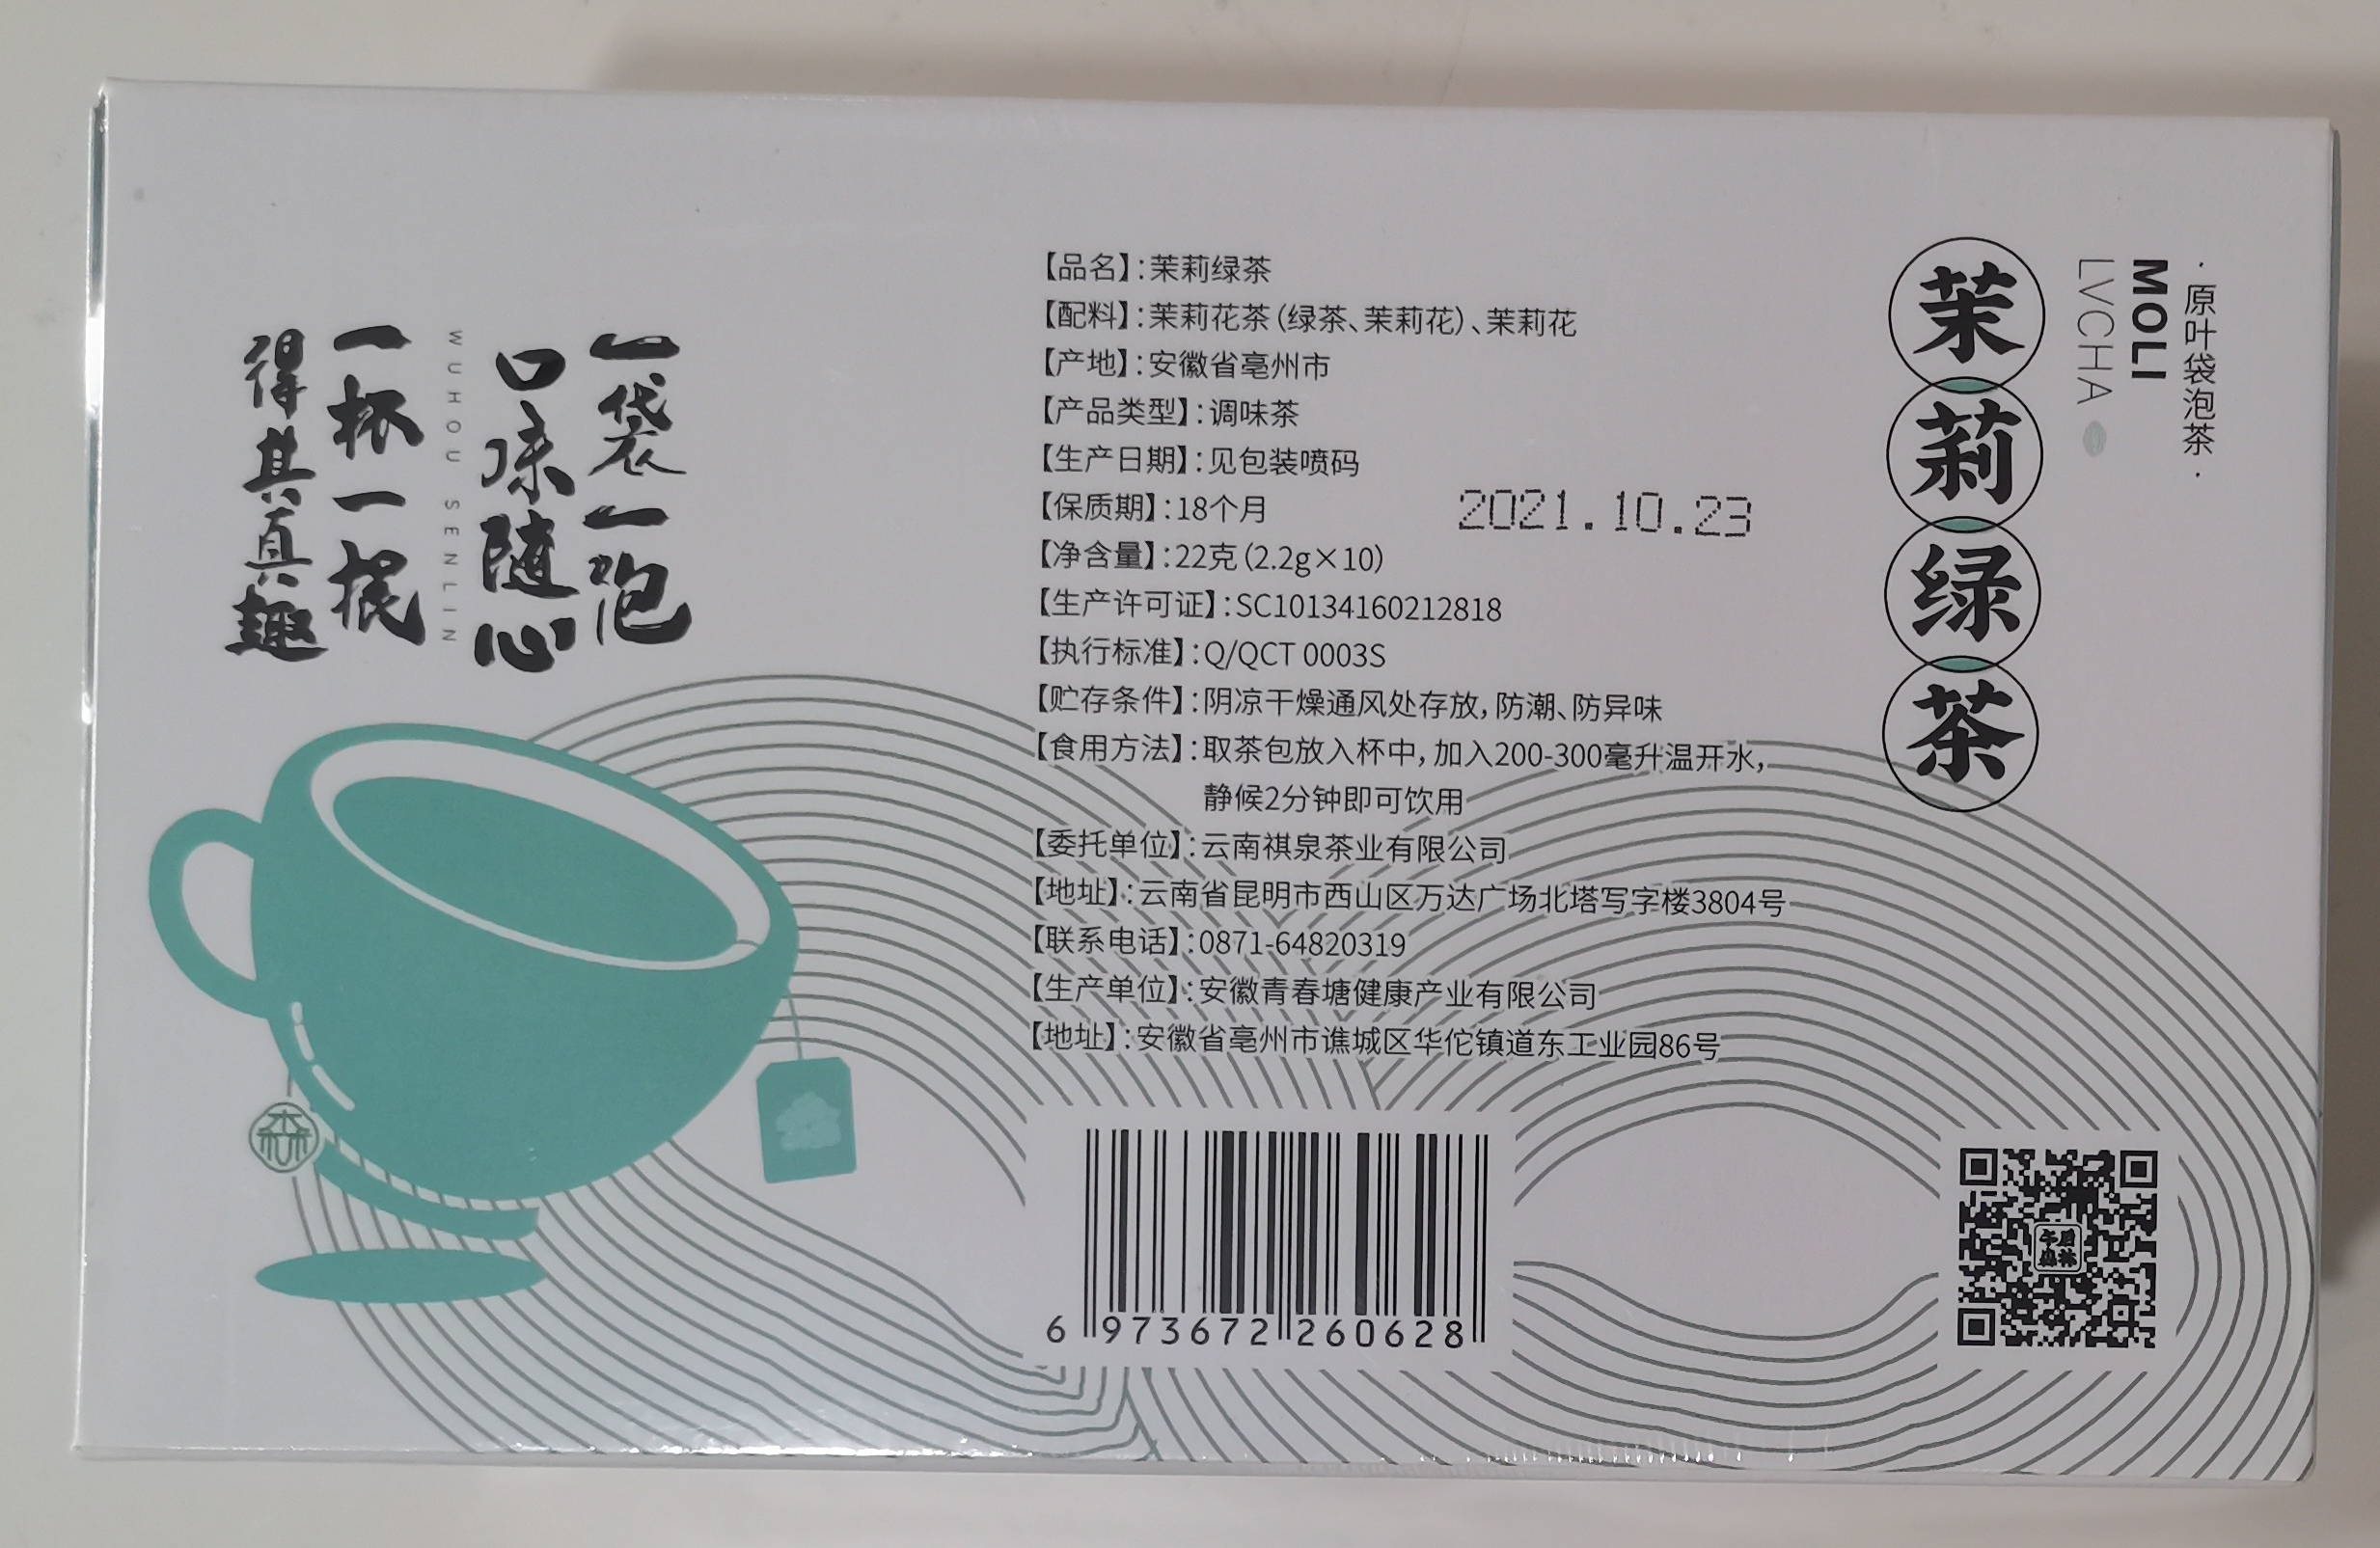 得其真趣
一杯一搅
WUHOU SENLIN
口味随心
一袋一泡
【品名】:茉莉绿茶
【配料】:茉莉花茶(绿茶、茉莉花)、茉莉花
【产地】:安徽省亳州市
【产品类型】:调味茶
【生产日期】:见包装喷码
【保质期】:18个月
2021.10.23
【净含量】:22克(2.2g×10)
【生产许可证】:SC10134160212818
【执行标准】:Q/QCT 0003S
【贮存条件】:阴凉干燥通风处存放,防潮、防异味
【食用方法】:取茶包放入杯中,加入200-300毫升温开水,
静候2分钟即可饮用
【委托单位】:云南祺泉茶业有限公司
【地址】:云南省昆明市西山区万达广场北塔写字楼3804号
【联系电话】:0871-64820319
【生产单位】:安徽青春塘健康产业有限公司
【地址】:安徽省亳州市谯城区华佗镇道东工业园86号
6 973672 260628
茉莉绿茶
MOLI
LVCHA
·原叶袋泡茶·
午后
森林